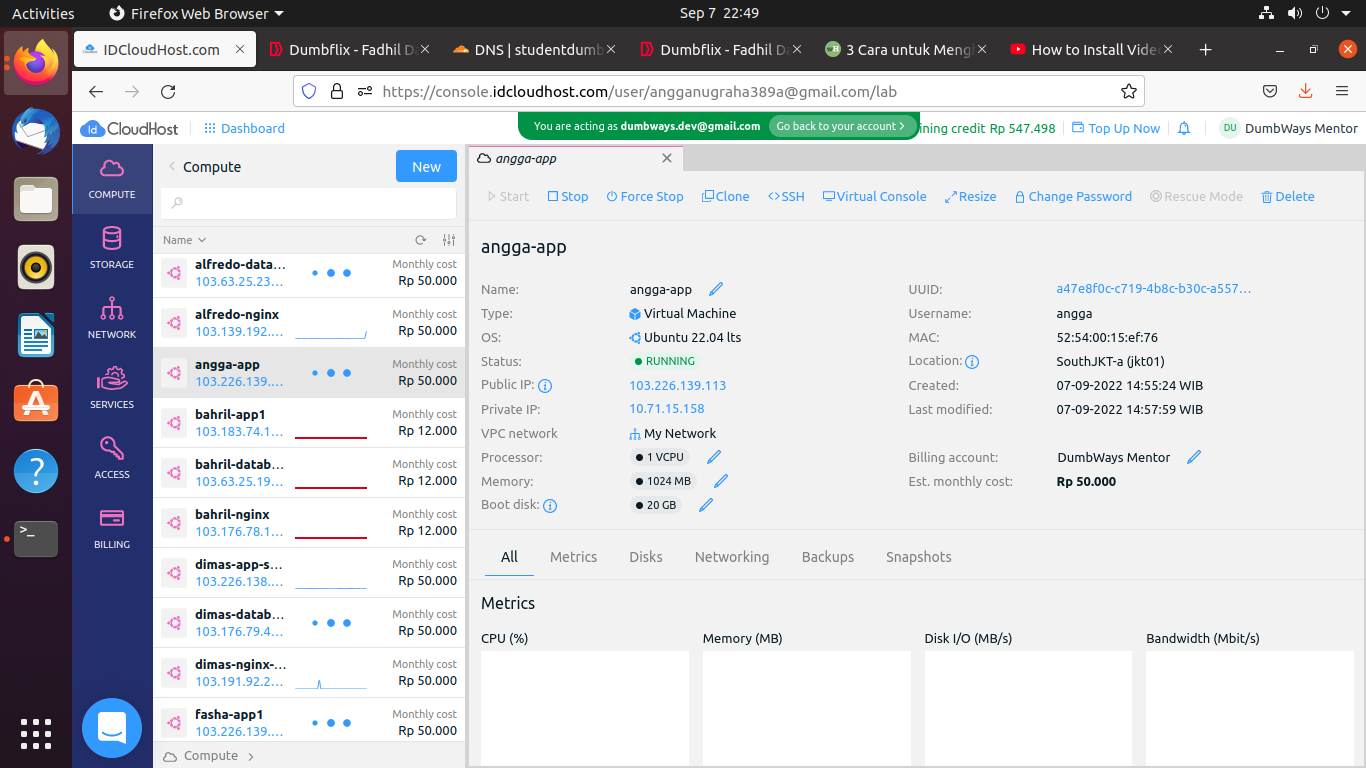 Activities
Firefox Web Browser
Sep 7 22:49
IDCloudHost.com
Dumbflix - Fadhil Da
DNS | studentdumb
Dumbflix - Fadhil Da
3 Cara untuk Mengh
How to Install Video
https://console.idcloudhost.com/user/angganugraha389a@gmail.com/lab
Id CloudHost
Dashboard
You are acting as dumbways.dev@gmail.com
Go back to your account >
ining credit Rp 547.498
Top Up Now
DU
DumbWays Mentor
COMPUTE
STORAGE
NETWORK
SERVICES
ACCESS
BILLING
Compute
New
Name
alfredo-data...
Monthly cost
103.63.25.23...
Rp 50.000
alfredo-nginx
Monthly cost
103.139.192....
Rp 50.000
angga-app
Monthly cost
103.226.139....
Rp 50.000
bahril-app1
Monthly cost
103.183.74.1...
Rp 12.000
bahril-datab...
Monthly cost
103.63.25.19...
Rp 12.000
bahril-nginx
Monthly cost
103.176.78.1...
Rp 12.000
dimas-app-s...
Monthly cost
103.226.138....
Rp 50.000
dimas-datab...
Monthly cost
103.176.79.4...
Rp 50.000
dimas-nginx-...
Monthly cost
103.191.92.2...
Rp 50.000
fasha-app1
Monthly cost
103.226.139....
Rp 50.000
Compute
angga-app
Start
Stop
Force Stop
Clone
SSH
Virtual Console
Resize
Change Password
Rescue Mode
Delete
angga-app
Name: angga-app
Type: Virtual Machine
OS: Ubuntu 22.04 lts
Status: RUNNING
Public IP: 103.226.139.113
Private IP: 10.71.15.158
VPC network My Network
Processor: 1 VCPU
Memory: 1024 MB
Boot disk: 20 GB
UUID: a47e8f0c-c719-4b8c-b30c-a557...
Username: angga
MAC: 52:54:00:15:ef:76
Location: SouthJKT-a (jkt01)
Created: 07-09-2022 14:55:24 WIB
Last modified: 07-09-2022 14:57:59 WIB
Billing account: DumbWays Mentor
Est. monthly cost: Rp 50.000
All
Metrics
Disks
Networking
Backups
Snapshots
Metrics
CPU (%)
Memory (MB)
Disk I/O (MB/s)
Bandwidth (Mbit/s)